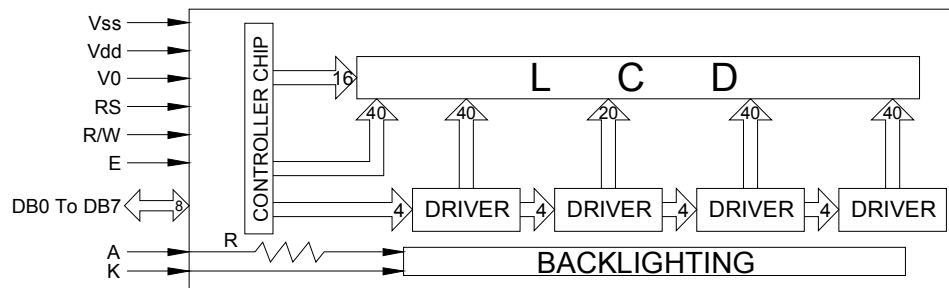 Vss
Vdd
V0
RS
R/W
E
DB0 To DB7
8
A
K
R
CONTROLLER CHIP
16
L C D
40
40
20
40
40
4
DRIVER
4
DRIVER
4
DRIVER
4
DRIVER
BACKLIGHTING